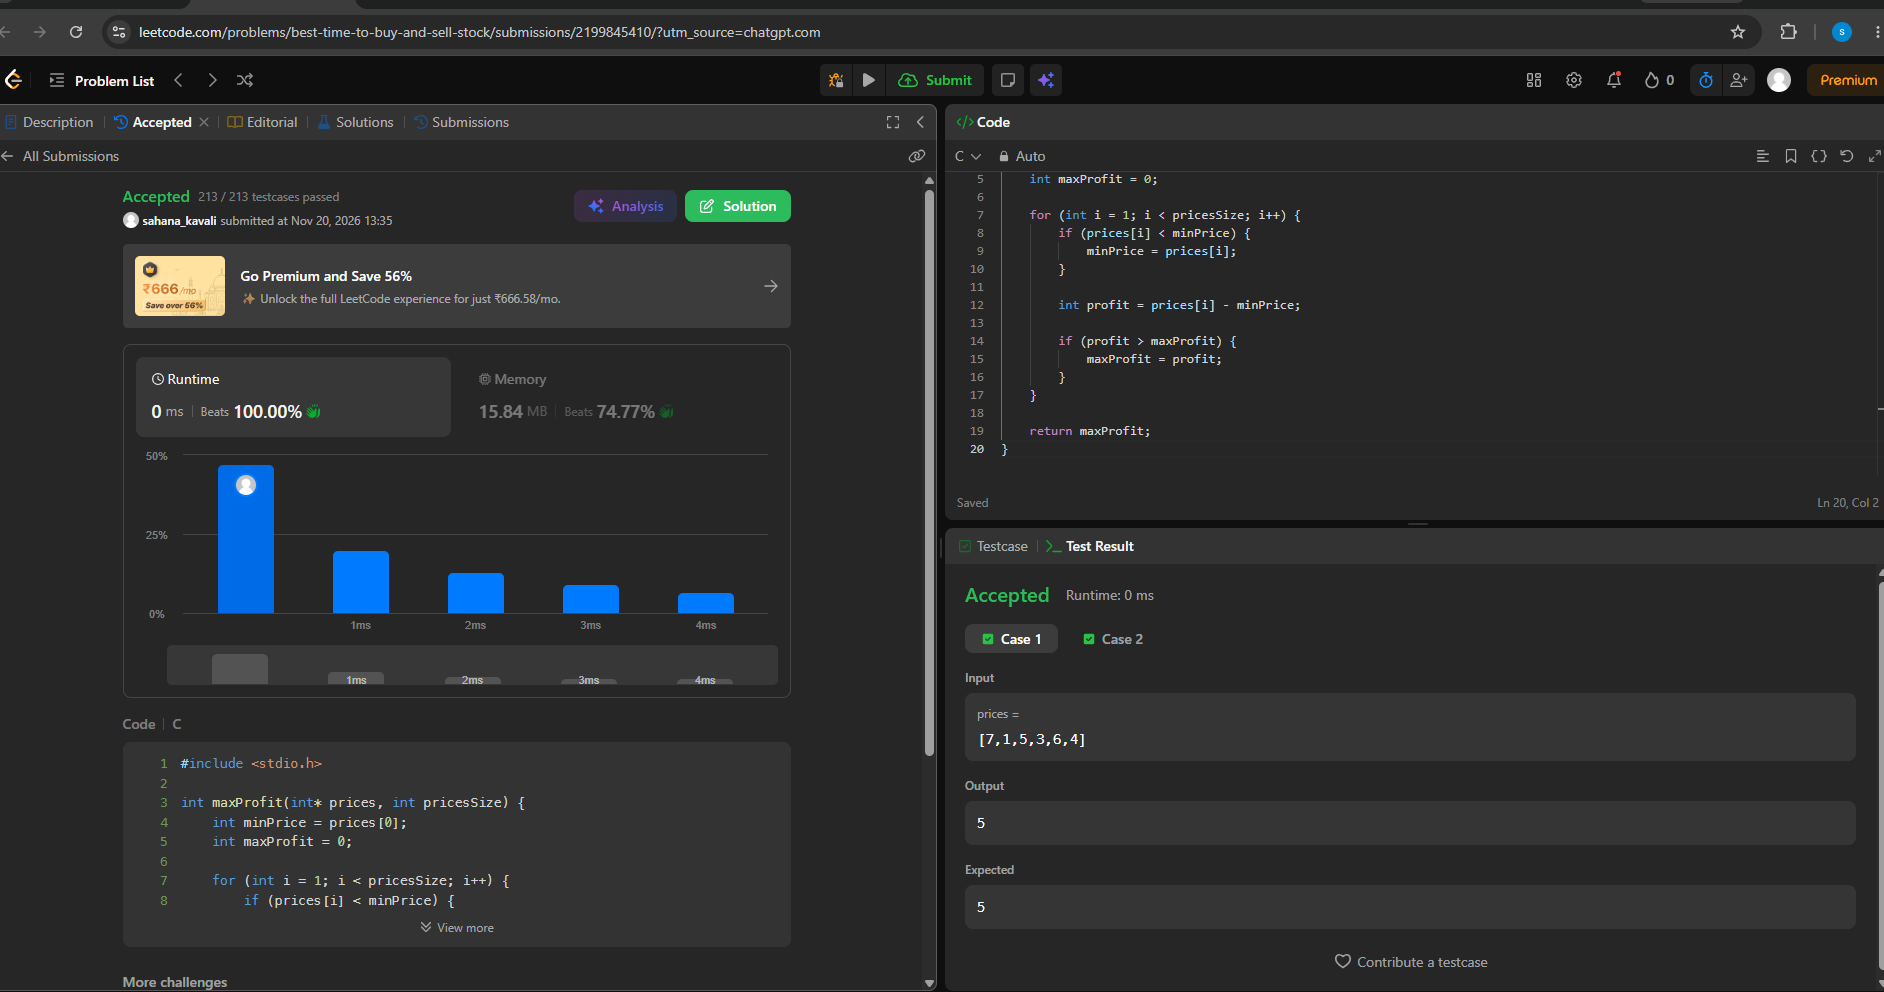 leetcode.com/problems/best-time-to-buy-and-sell-stock/submissions/2199845410/?utm_source=chatgpt.com
s
Problem List
Submit
0
Premium
Description
Accepted
Editorial
Solutions
Submissions
All Submissions
Accepted 213 / 213 testcases passed
sahana_kavali submitted at Nov 20, 2026 13:35
Analysis
Solution
₹666 /mo
Save over 56%
Go Premium and Save 56%
Unlock the full LeetCode experience for just ₹666.58/mo.
Runtime
0 ms Beats 100.00%
Memory
15.84 MB Beats 74.77%
50%
25%
0%
1ms 2ms 3ms 4ms
1ms 2ms 3ms 4ms
Code C
1 #include <stdio.h>
2
3 int maxProfit(int* prices, int pricesSize) {
4 int minPrice = prices[0];
5 int maxProfit = 0;
6
7 for (int i = 1; i < pricesSize; i++) {
8 if (prices[i] < minPrice) {
View more
More challenges
Code
C
Auto
5 int maxProfit = 0;
6
7 for (int i = 1; i < pricesSize; i++) {
8 if (prices[i] < minPrice) {
9 minPrice = prices[i];
10 }
11
12 int profit = prices[i] - minPrice;
13
14 if (profit > maxProfit) {
15 maxProfit = profit;
16 }
17 }
18
19 return maxProfit;
20 }
Saved
Ln 20, Col 2
Testcase
Test Result
Accepted Runtime: 0 ms
Case 1
Case 2
Input
prices =
[7,1,5,3,6,4]
Output
5
Expected
5
Contribute a testcase